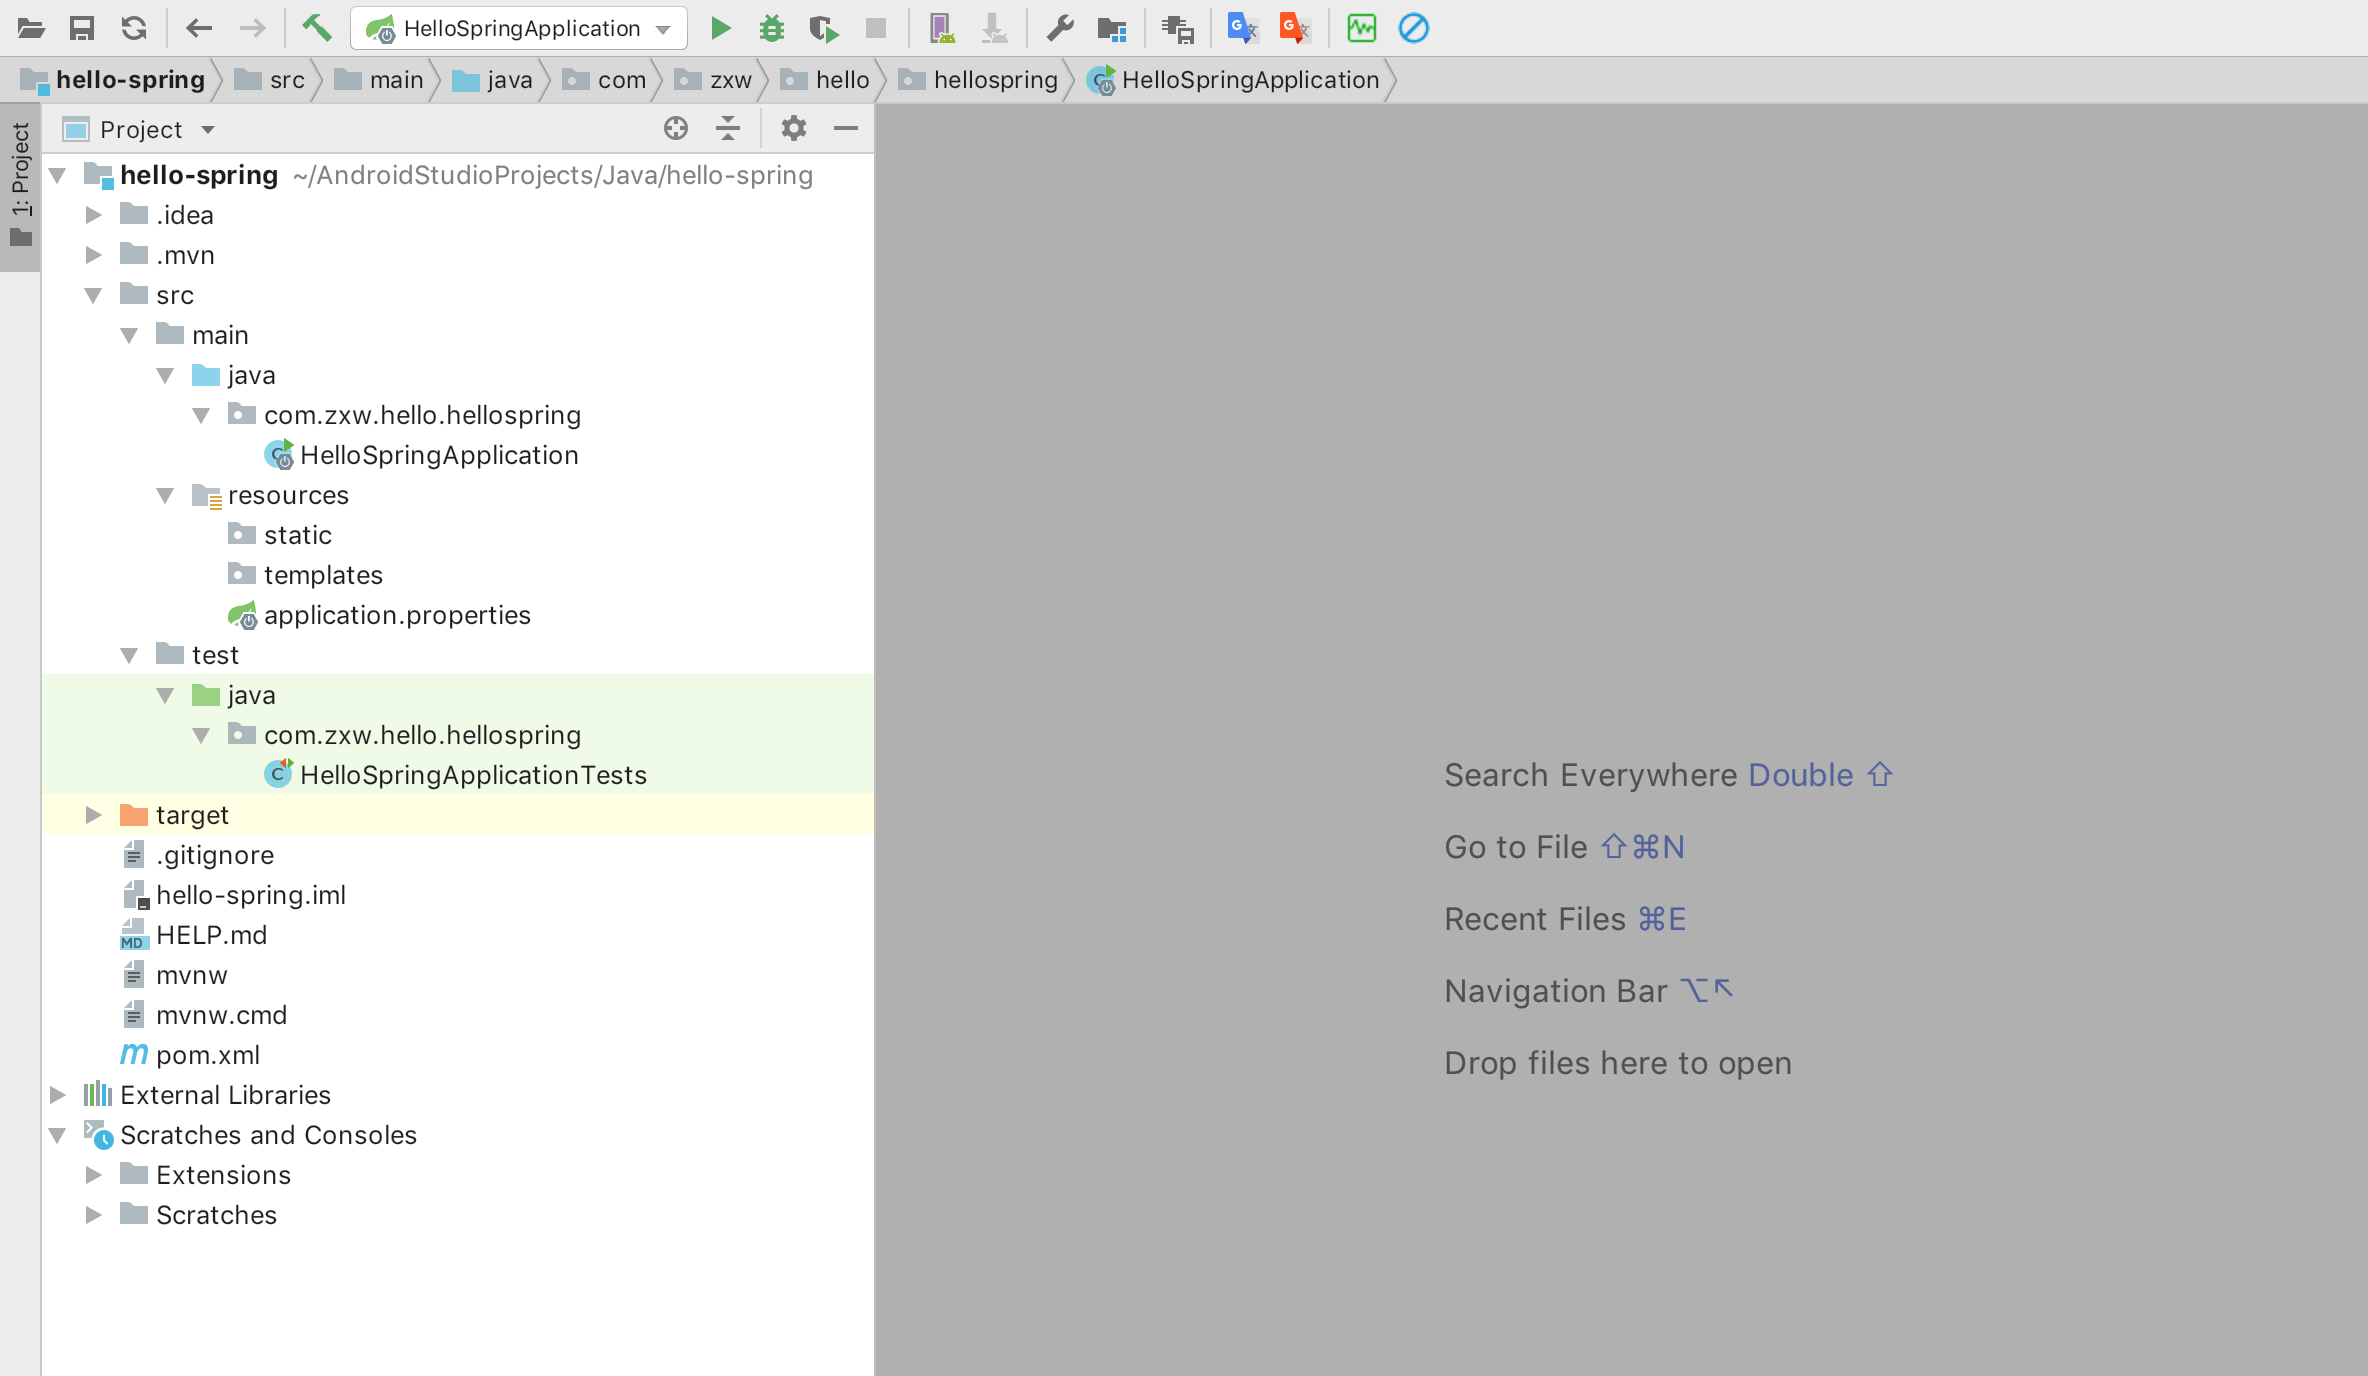 HelloSpringApplication
hello-spring src main java com zxw hello hellospring HelloSpringApplication
1: Project
Project
hello-spring ~/AndroidStudioProjects/Java/hello-spring
.idea
.mvn
src
main
java
com.zxw.hello.hellospring
HelloSpringApplication
resources
static
templates
application.properties
test
java
com.zxw.hello.hellospring
HelloSpringApplicationTests
target
.gitignore
hello-spring.iml
HELP.md
mvnw
mvnw.cmd
pom.xml
External Libraries
Scratches and Consoles
Extensions
Scratches
Search Everywhere Double ⇧
Go to File ⇧⌘N
Recent Files ⌘E
Navigation Bar ⌥↖
Drop files here to open